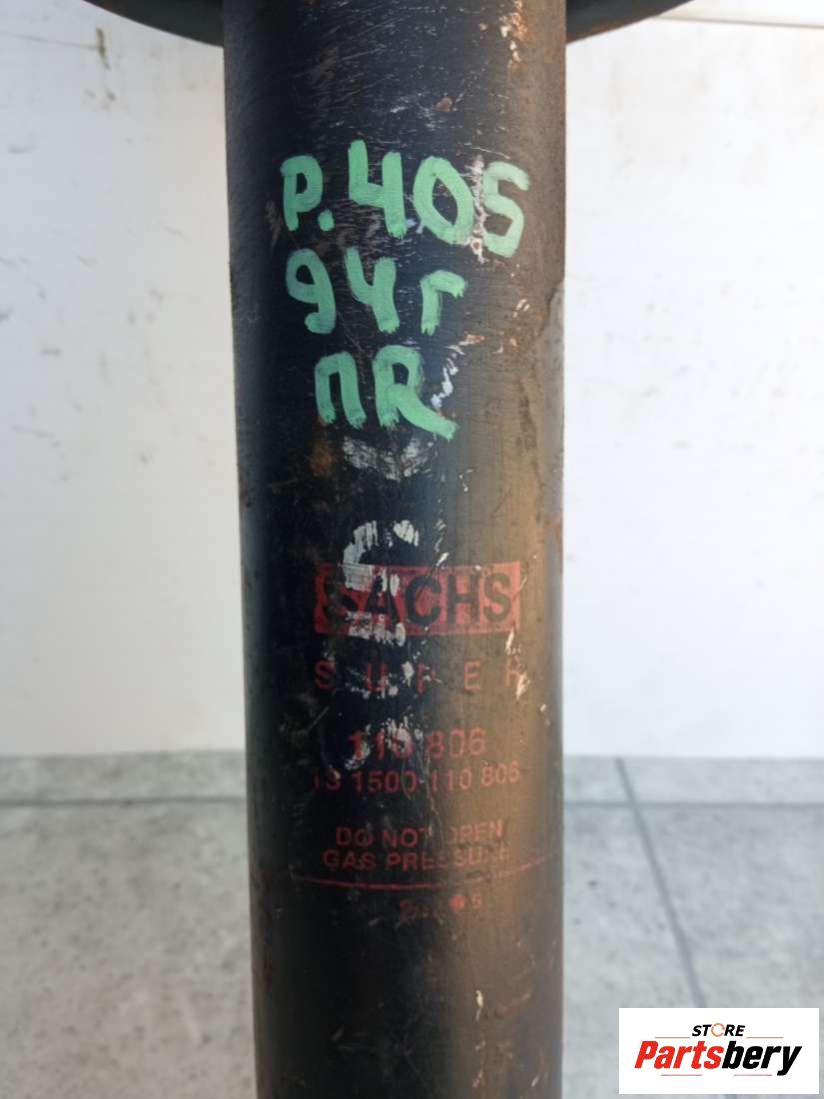 P.405
94г
ПR
SACHS
SUPER
110 806
13 1500 110 806
DO NOT OPEN
GAS PRESSURE
STORE
Partsbery